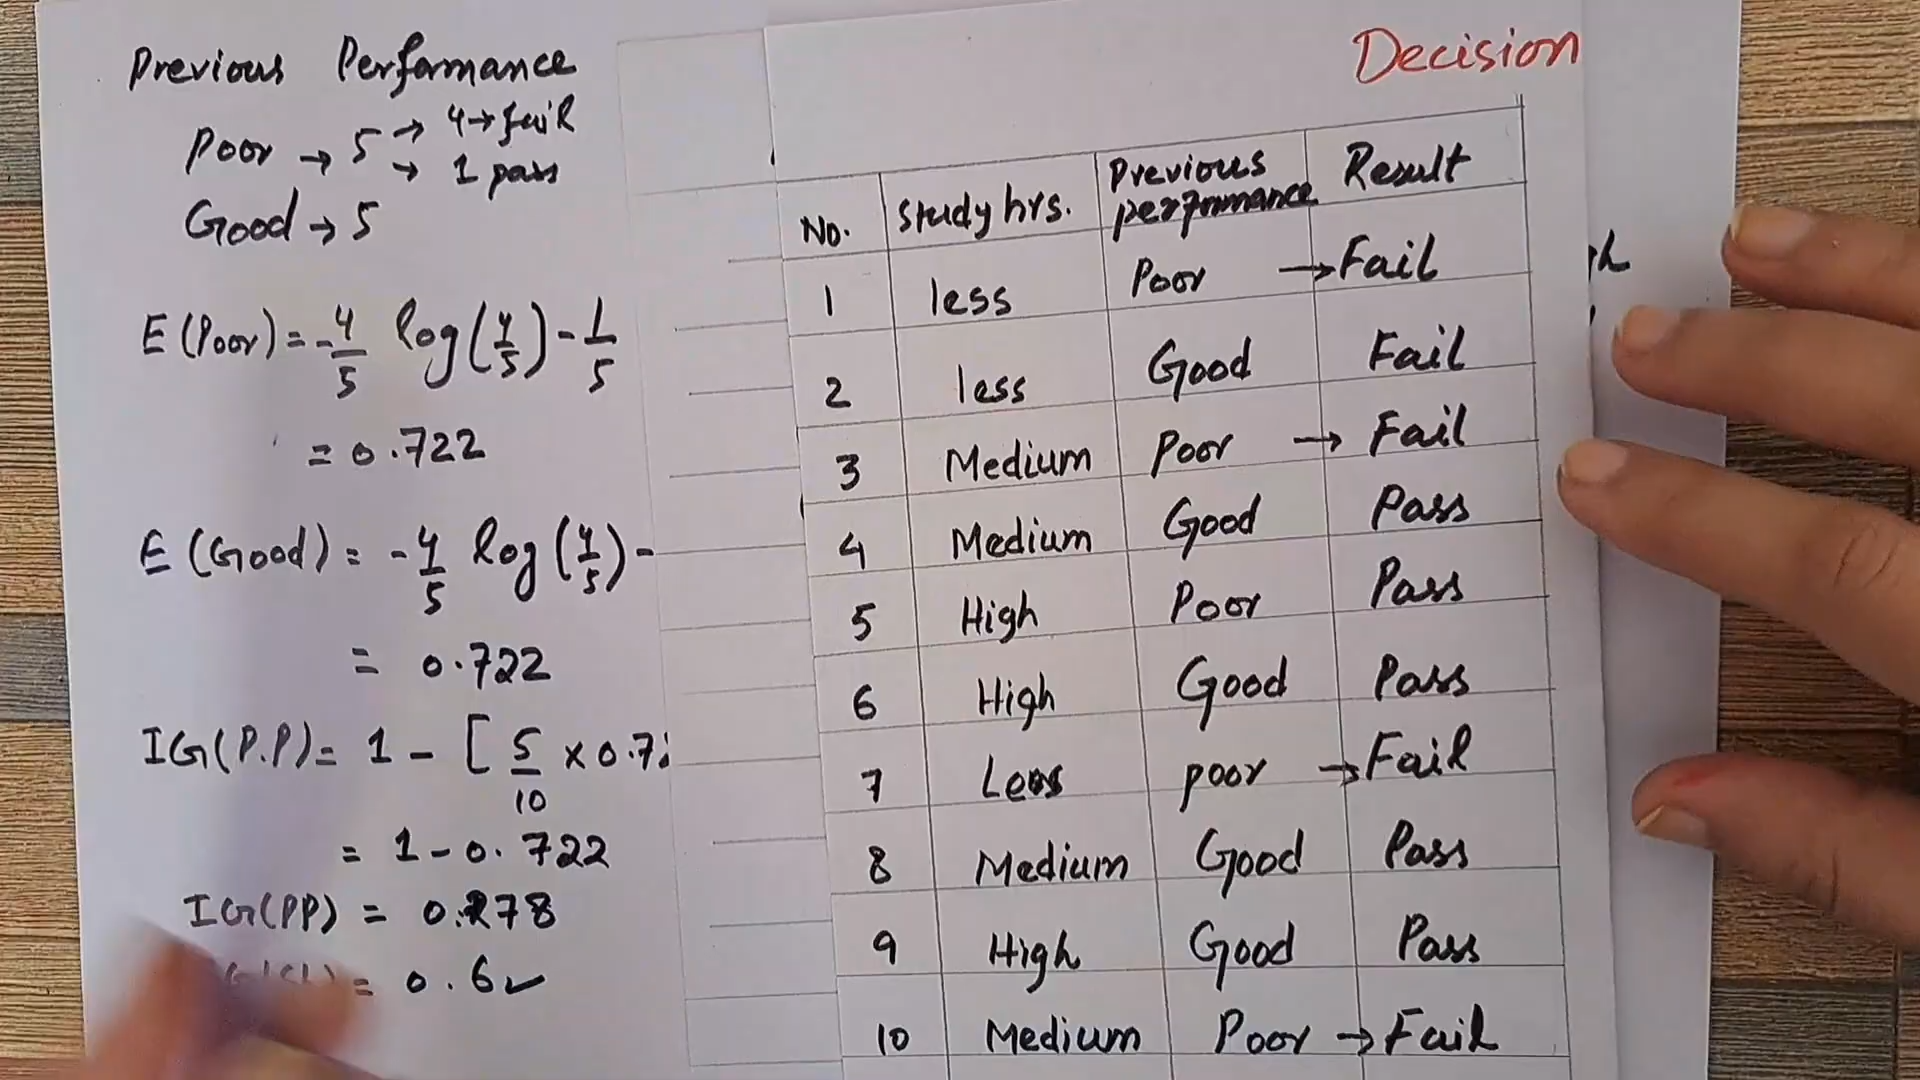 Previous Performance
Poor → 5 → 4→fail
→ 1 pass
Good → 5
E (Poor) = -4/5 log(4/5) - 1/5
= 0.722
E (Good) = -4/5 log(4/5) -
= 0.722
IG(P.P) = 1 - [5/10 x 0.7
= 1-0.722
IG(PP) = 0.278
= 0.6✓
Decision
No. Study hrs. Previous performance Result
1 less Poor → Fail
2 less Good Fail
3 Medium Poor → Fail
4 Medium Good Pass
5 High Poor Pass
6 High Good Pass
7 Less poor → Fail
8 Medium Good Pass
9 High Good Pass
10 Medium Poor → Fail